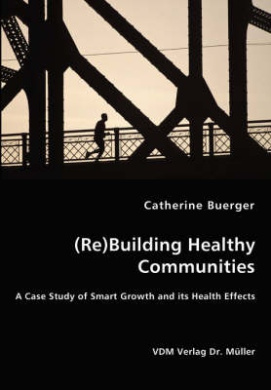 Catherine Buerger
(Re)Building Healthy
Communities
A Case Study of Smart Growth and its Health Effects
VDM Verlag Dr. Müller